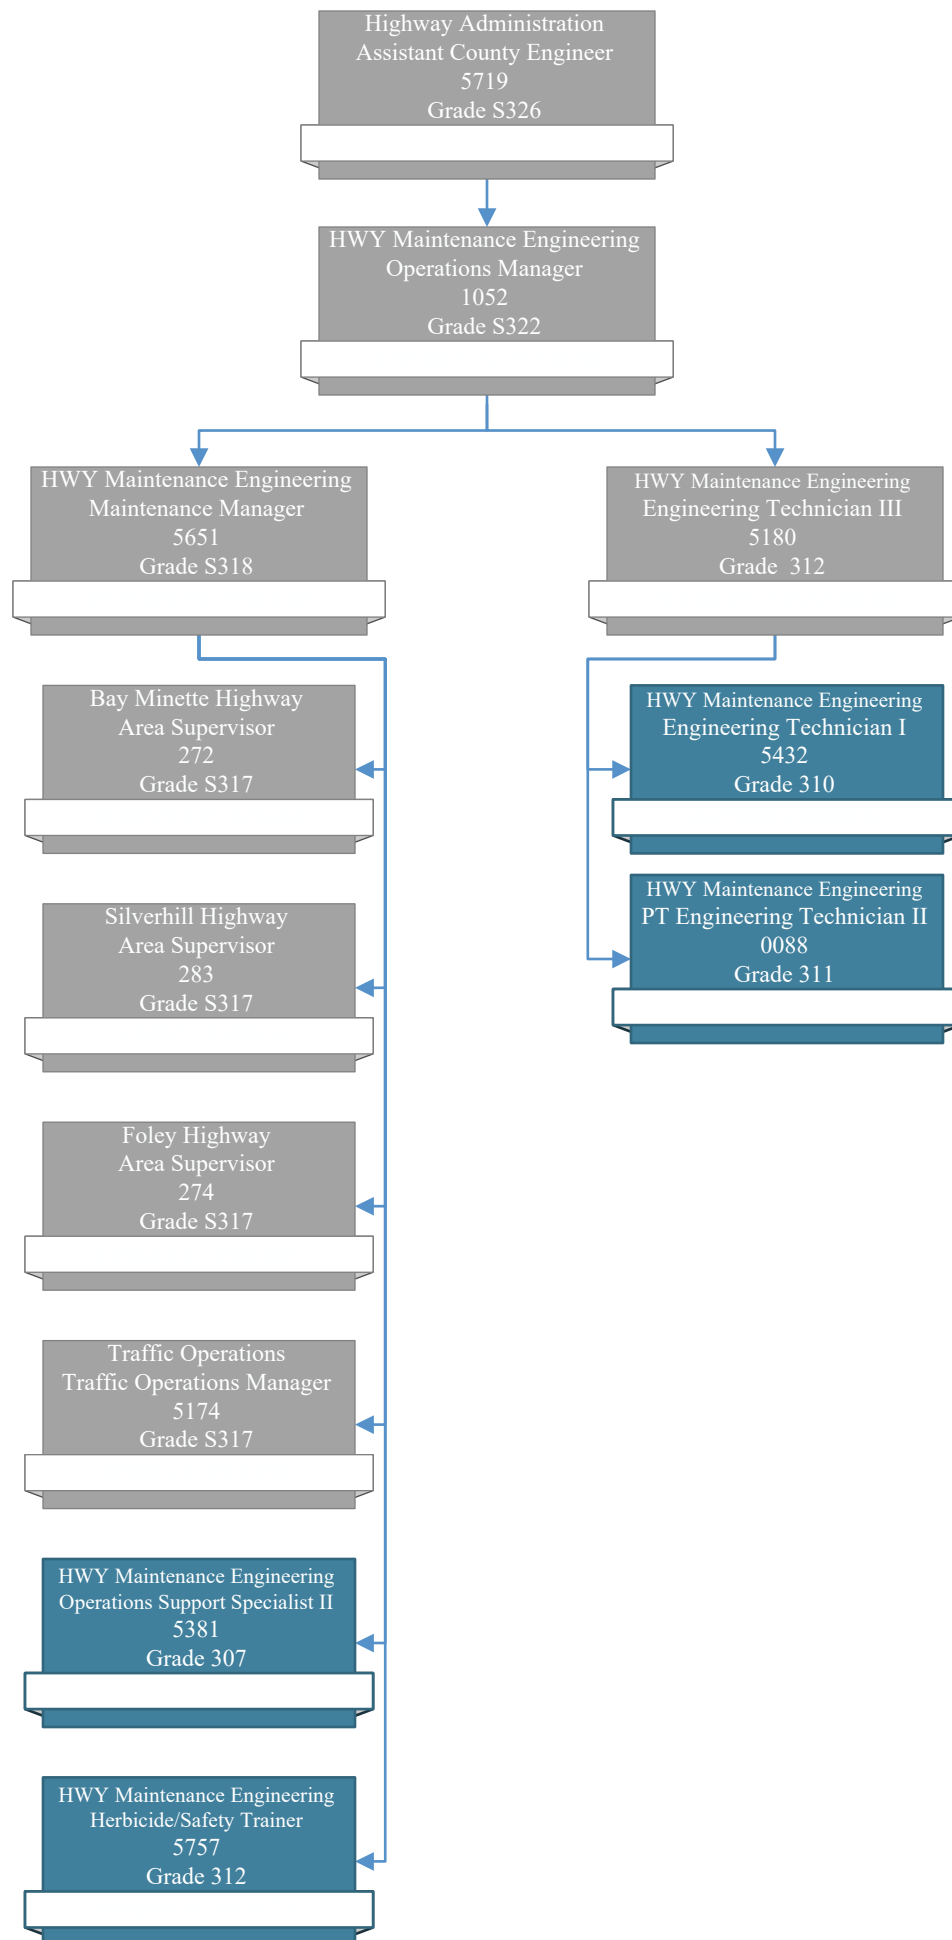 Highway Administration
Assistant County Engineer
5719
Grade S326
HWY Maintenance Engineering
Operations Manager
1052
Grade S322
HWY Maintenance Engineering
Maintenance Manager
5651
Grade S318
HWY Maintenance Engineering
Engineering Technician III
5180
Grade 312
Bay Minette Highway
Area Supervisor
272
Grade S317
Silverhill Highway
Area Supervisor
283
Grade S317
Foley Highway
Area Supervisor
274
Grade S317
Traffic Operations
Traffic Operations Manager
5174
Grade S317
HWY Maintenance Engineering
Operations Support Specialist II
5381
Grade 307
HWY Maintenance Engineering
Herbicide/Safety Trainer
5757
Grade 312
HWY Maintenance Engineering
Engineering Technician I
5432
Grade 310
HWY Maintenance Engineering
PT Engineering Technician II
0088
Grade 311